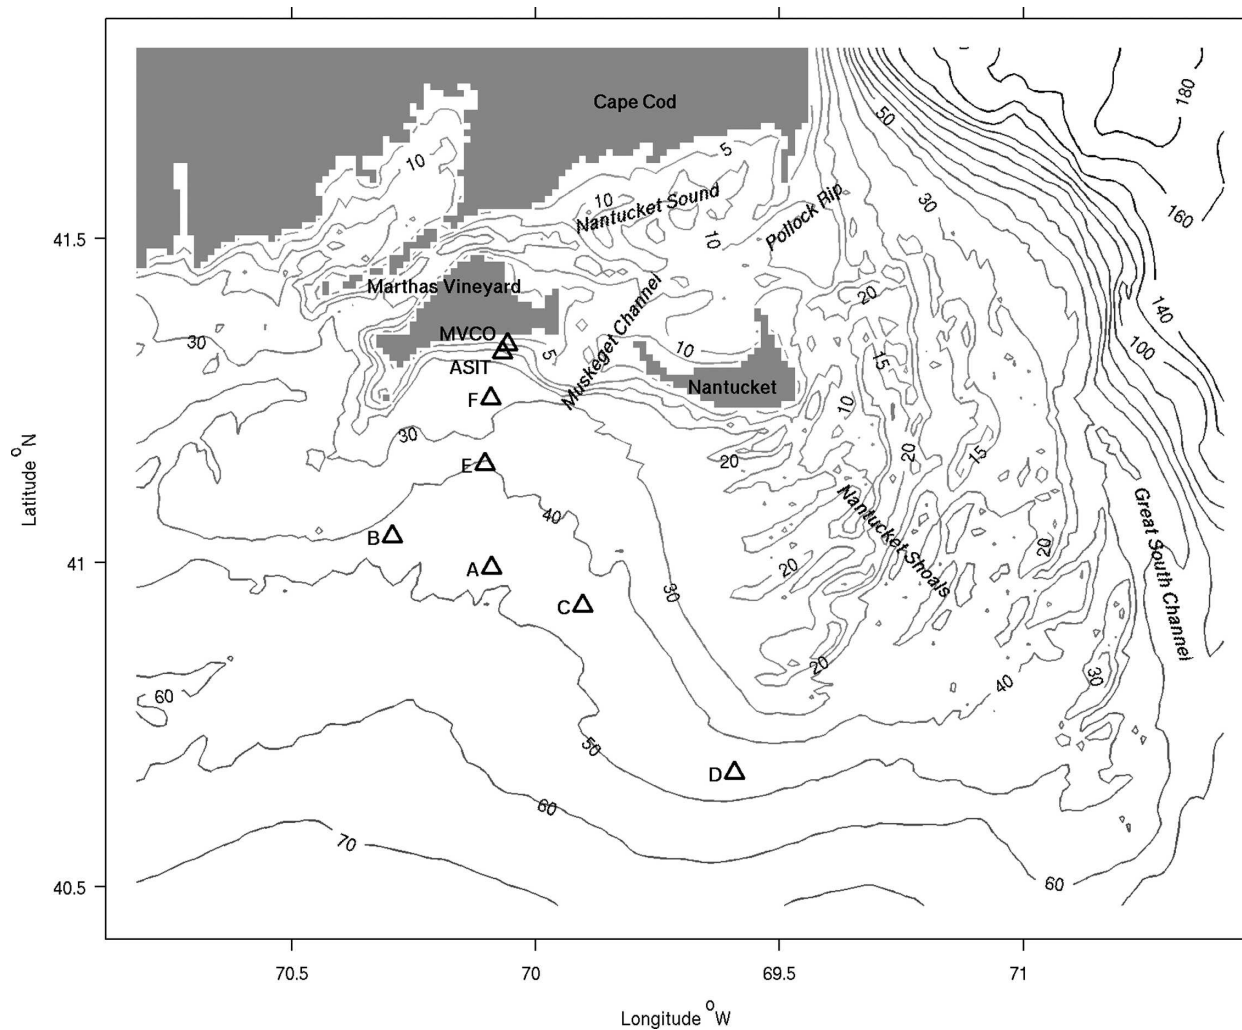 180
Cape Cod
50
5
10
160
10
Nantucket Sound
30
Pollock Rip
41.5
10
Marthas Vineyard
20
140
Muskeget Channel
MVCO
30
10
100
5
15
ASIT
Nantucket
F
10
30
20
20
15
E
Latitude °N
40
Nantucket Shoals
Great South Channel
B
20
41
A
20
30
C
20
30
40
60
50
D
60
70
60
40.5
70.5
70
69.5
71
Longitude °W